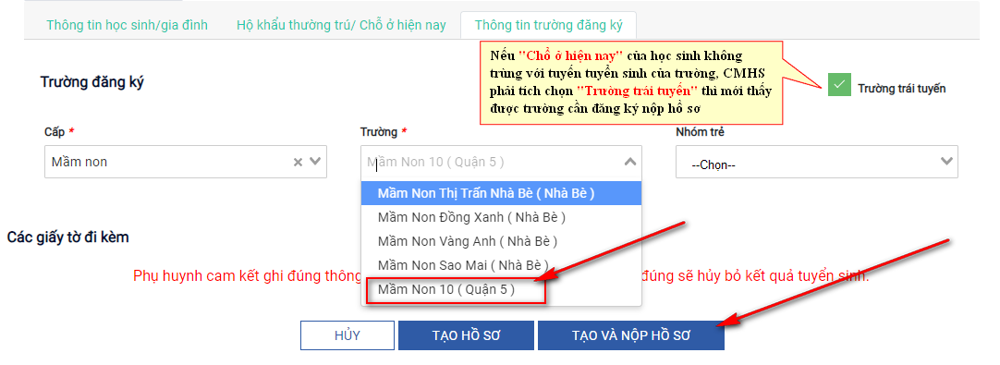 Thông tin học sinh/gia đình Hộ khẩu thường trú/ Chỗ ở hiện nay Thông tin trường đăng ký
Nếu "Chỗ ở hiện nay" của học sinh không
trùng với tuyến tuyển sinh của trường, CMHS
phải tích chọn "Trường trái tuyến" thì mới thấy
được trường cần đăng ký nộp hồ sơ
Trường đăng ký
Trường trái tuyến
Cấp *
Trường *
Nhóm trẻ
Mầm non
Mầm Non 10 ( Quận 5 )
--Chọn--
Mầm Non Thị Trấn Nhà Bè ( Nhà Bè )
Mầm Non Đồng Xanh ( Nhà Bè )
Mầm Non Vàng Anh ( Nhà Bè )
Mầm Non Sao Mai ( Nhà Bè )
Mầm Non 10 ( Quận 5 )
Các giấy tờ đi kèm
Phụ huynh cam kết ghi đúng thông đúng sẽ hủy bỏ kết quả tuyển sinh.
HỦY TẠO HỒ SƠ TẠO VÀ NỘP HỒ SƠ